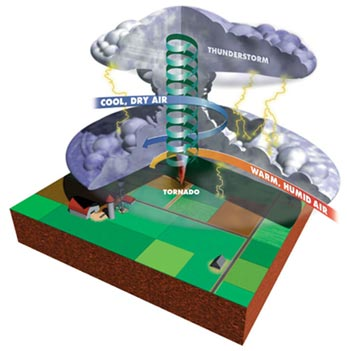 THUNDERSTORM
COOL, DRY AIR
TORNADO
WARM, HUMID AIR